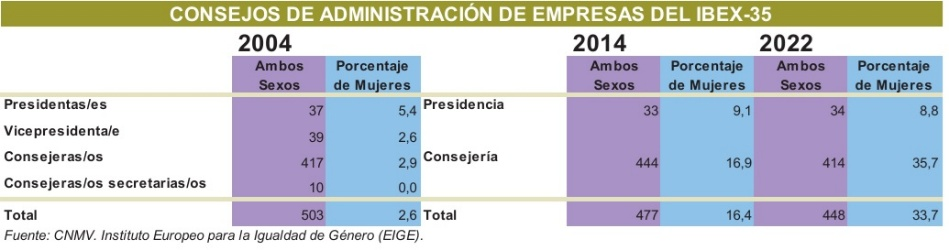 CONSEJOS DE ADMINISTRACIÓN DE EMPRESAS DEL IBEX-35
2004 2014 2022
Ambos Porcentaje Ambos Porcentaje Ambos Porcentaje
Sexos de Mujeres Sexos de Mujeres Sexos de Mujeres
Presidentas/es 37 5,4 Presidencia 33 9,1 34 8,8
Vicepresidenta/e 39 2,6
Consejeras/os 417 2,9 Consejería 444 16,9 414 35,7
Consejeras/os secretarias/os 10 0,0
Total 503 2,6 Total 477 16,4 448 33,7
Fuente: CNMV. Instituto Europeo para la Igualdad de Género (EIGE).